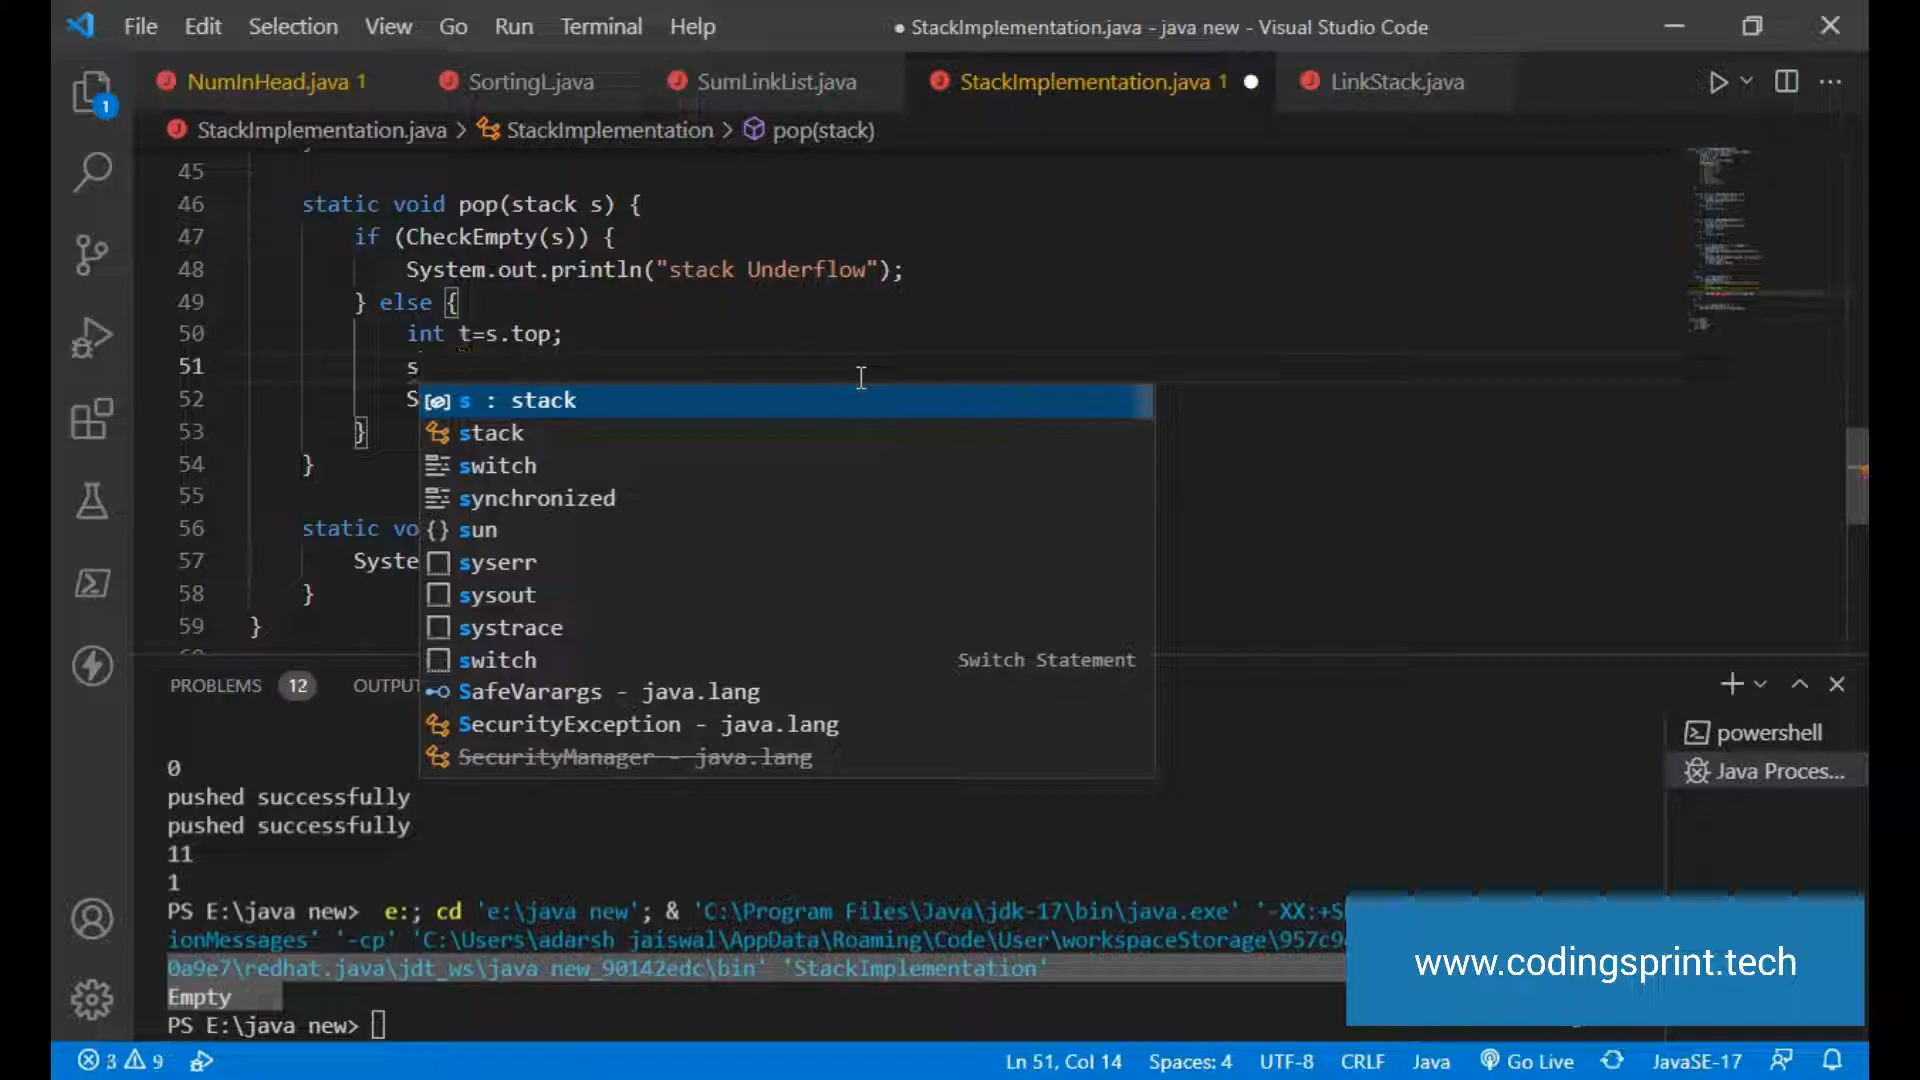 File Edit Selection View Go Run Terminal Help
● StackImplementation.java - java new - Visual Studio Code
NumInHead.java 1
SortingL.java
SumLinkList.java
StackImplementation.java 1
LinkStack.java
StackImplementation.java > StackImplementation > pop(stack)
45
46 static void pop(stack s) {
47 if (CheckEmpty(s)) {
48 System.out.println("stack Underflow");
49 } else {
50 int t=s.top;
51 s
52 S
53 }
54 }
55
56 static vo
57 Syste
58 }
59 }
s : stack
stack
switch
synchronized
sun
syserr
sysout
systrace
switch Switch Statement
SafeVarargs - java.lang
SecurityException - java.lang
SecurityManager - java.lang
1
PROBLEMS 12 OUTPUT
powershell
Java Proces...
0
pushed successfully
pushed successfully
11
1
PS E:\java new> e:; cd 'e:\java new'; & 'C:\Program Files\Java\jdk-17\bin\java.exe' '-XX:+S
ionMessages' '-cp' 'C:\Users\adarsh jaiswal\AppData\Roaming\Code\User\workspaceStorage\957c9
0a9e7\redhat.java\jdt_ws\java new_90142edc\bin' 'StackImplementation'
Empty
PS E:\java new>
www.codingsprint.tech
3 9 Ln 51, Col 14 Spaces: 4 UTF-8 CRLF Java Go Live JavaSE-17